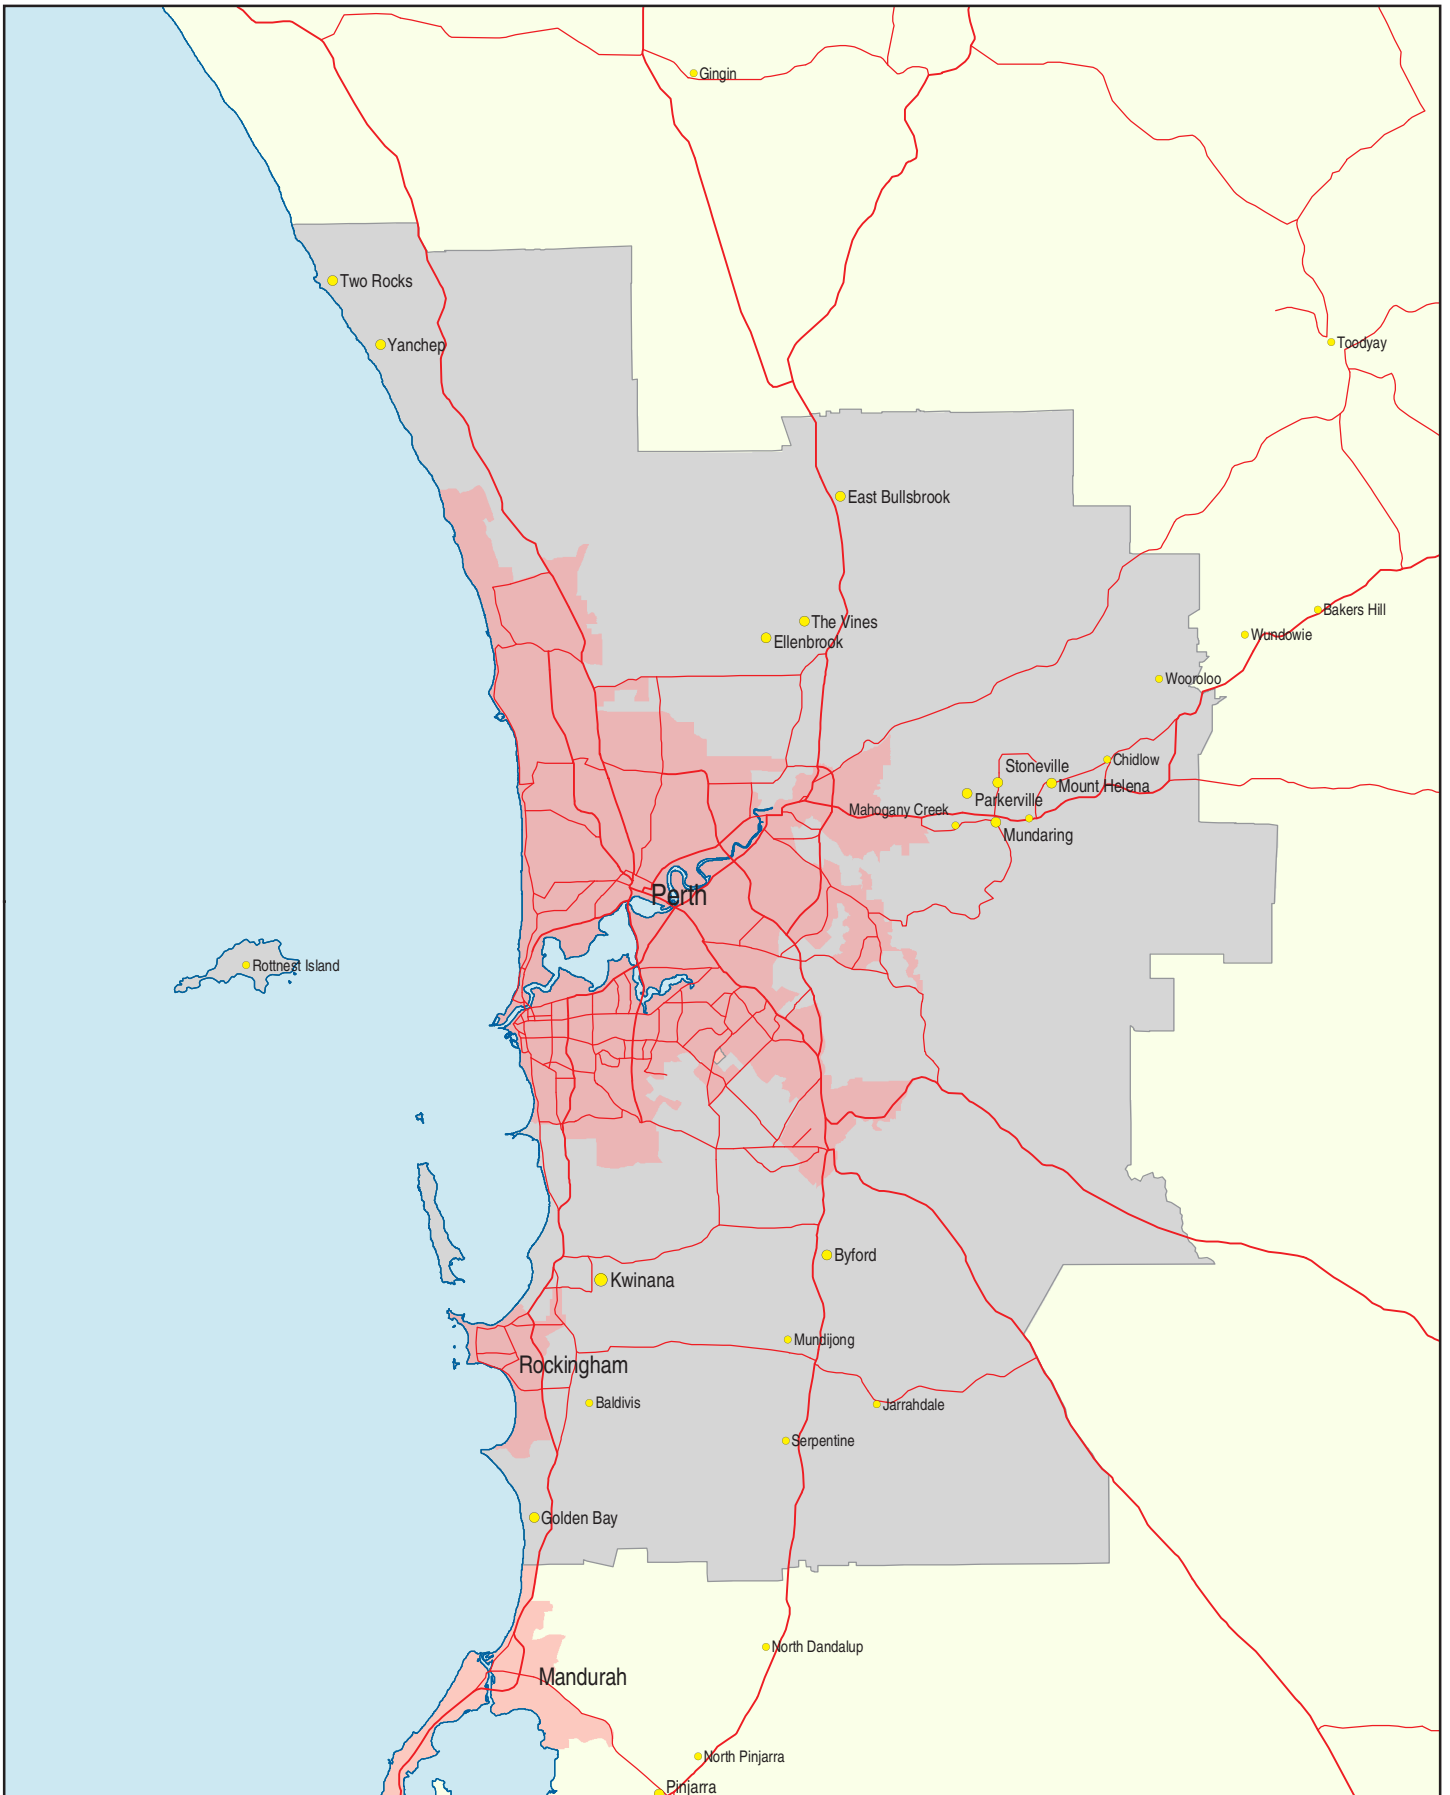 Gingin
Two Rocks
Toodyay
Yanchep
East Bullsbrook
Bakers Hill
The Vines
Wundowie
Ellenbrook
Wooroloo
Chidlow
Stoneville
Mount Helena
Parkerville
Mahogany Creek
Mundaring
Perth
Rottnest Island
Byford
Kwinana
Mundijong
Rockingham
Baldivis
Jarrahdale
Serpentine
Golden Bay
North Dandalup
Mandurah
North Pinjarra
Pinjarra